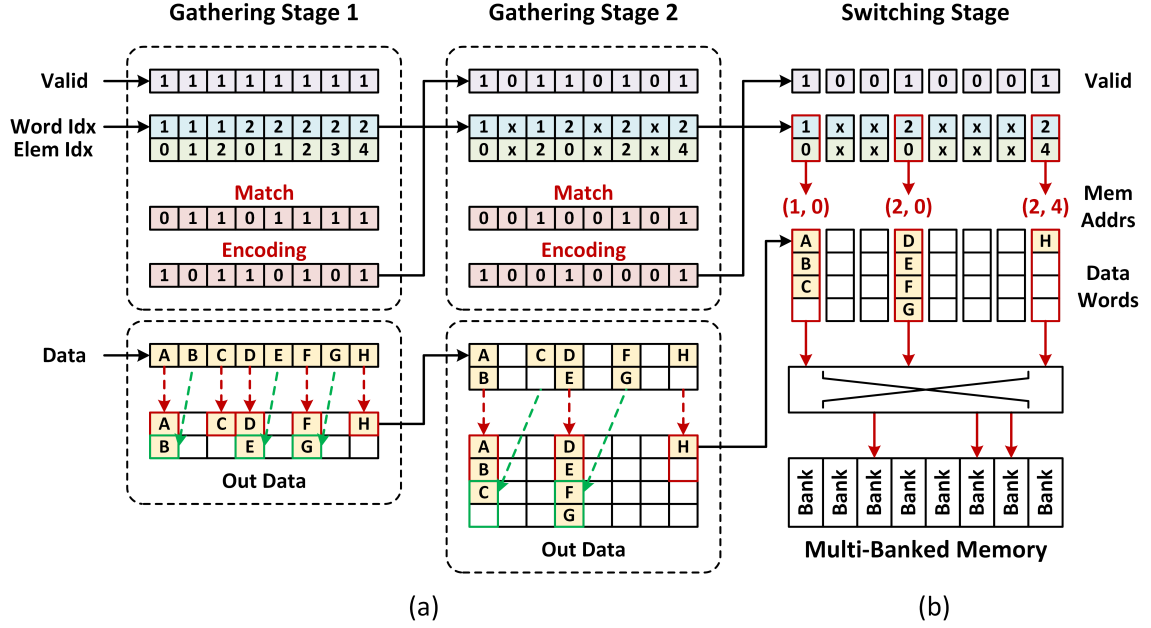 Gathering Stage 1 Gathering Stage 2 Switching Stage
Valid 1 1 1 1 1 1 1 1 1 0 1 1 0 1 0 1 1 0 0 1 0 0 0 1 Valid
Word Idx 1 1 1 2 2 2 2 2 1 x 1 2 x 2 x 2 1 x x 2 x x x 2
Elem Idx 0 1 2 0 1 2 3 4 0 x 2 0 x 2 x 4 0 x x 0 x x x 4
Match Match
(1, 0) (2, 0) (2, 4) Mem Addrs
0 1 1 0 1 1 1 1 0 0 1 0 0 1 0 1
Encoding Encoding
1 0 1 1 0 1 0 1 1 0 0 1 0 0 0 1
A D H
B E
C F
G
Data Words
Data A B C D E F G H
A C D F H
B E G
A C D F H
B E G
Out Data
A D H
B E
C F
G
Out Data
Bank Bank Bank Bank Bank Bank Bank Bank
Multi-Banked Memory
(a) (b)